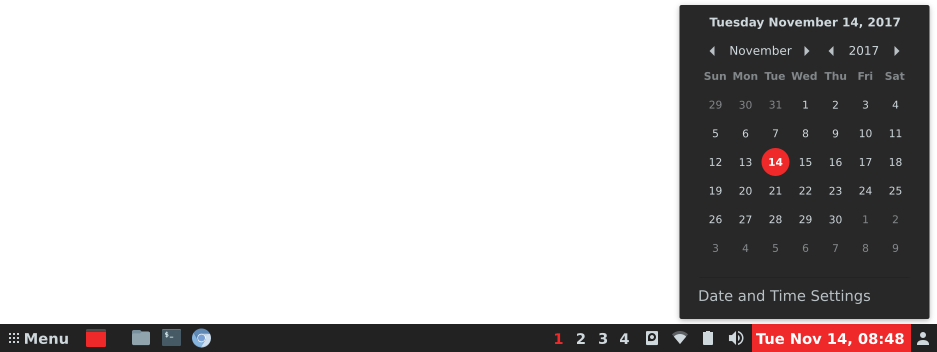 Tuesday November 14, 2017
November 2017
Sun Mon Tue Wed Thu Fri Sat
29 30 31 1 2 3 4
5 6 7 8 9 10 11
12 13 14 15 16 17 18
19 20 21 22 23 24 25
26 27 28 29 30 1 2
3 4 5 6 7 8 9
Date and Time Settings
Menu $_ 1 2 3 4 Tue Nov 14, 08:48